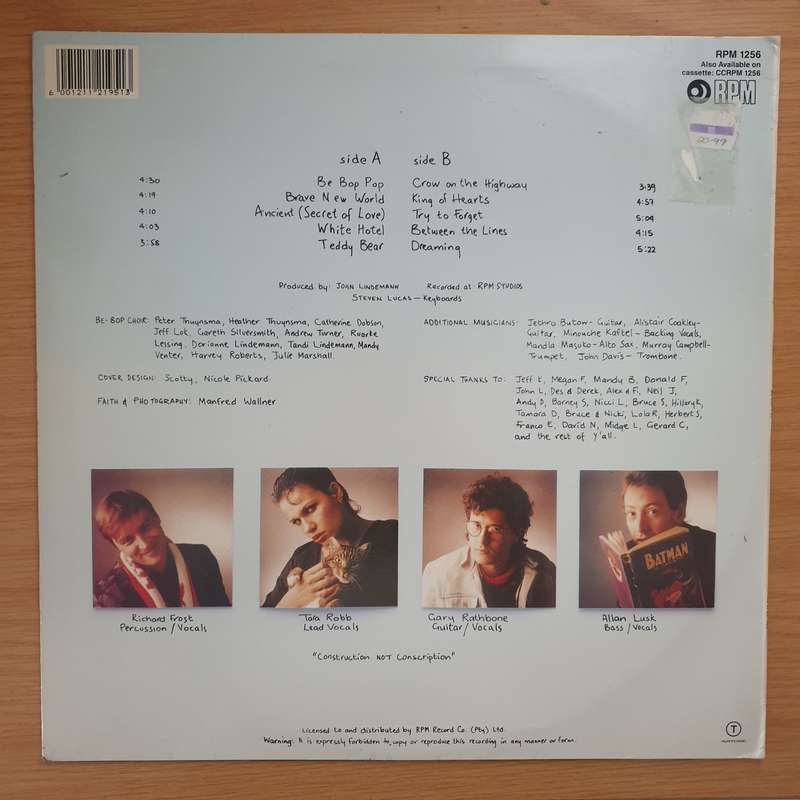 6 001211 219513
RPM 1256
Also Available on
cassette: CCRPM 1256
RPM
25-99
side A side B
4:30 Be Bop Pop Crow on the Highway 3:39
4:19 Brave New World King of Hearts 4:57
4:10 Ancient (Secret of Love) Try to Forget 5:04
4:03 White Hotel Between the Lines 4:15
3:58 Teddy Bear Dreaming 5:22
Produced by: JOHN LINDEMANN Recorded at: RPM STUDIOS
STEVEN LUCAS - Keyboards
BE-BOP CHOIR: Peter Thuynsma, Heather Thuynsma, Catherine Dobson,
Jeff Lok, Gareth Silversmith, Andrew Turner, Ruarke
Leising, Dorianne Lindemann, Tandi Lindemann, Mandy
Venter, Harvey Roberts, Julie Marshall.
COVER DESIGN: Scotty, Nicole Pickard.
FAITH & PHOTOGRAPHY: Manfred Wallner
ADDITIONAL MUSICIANS: Jethro Butow - Guitar, Alistair Coakley -
Guitar, Minouche Kaftel - Backing Vocals,
Mandla Masuko - Alto Sax, Murray Campbell -
Trumpet, John Davis - Trombone.
SPECIAL THANKS TO: Jeff L, Megan F, Mandy B, Donald F,
John L, Des & Derek, Alex & Fi, Neil J,
Andy D, Barney S, Nicci L, Bruce S, Hillary K,
Tamara D, Bruce & Nicki, Lola R, Herbert S,
Franco E, David N, Midge L, Gerard C,
and the rest of y'all.
BATMAN
Richard Frost
Percussion/Vocals
Tara Robb
Lead Vocals
Gary Rathbone
Guitar/Vocals
Allan Lusk
Bass/Vocals
"Construction NOT Conscription"
Licensed to and distributed by RPM Record Co. (Pty) Ltd.
Warning: It is expressly forbidden to copy or reproduce this recording in any manner or form.
T